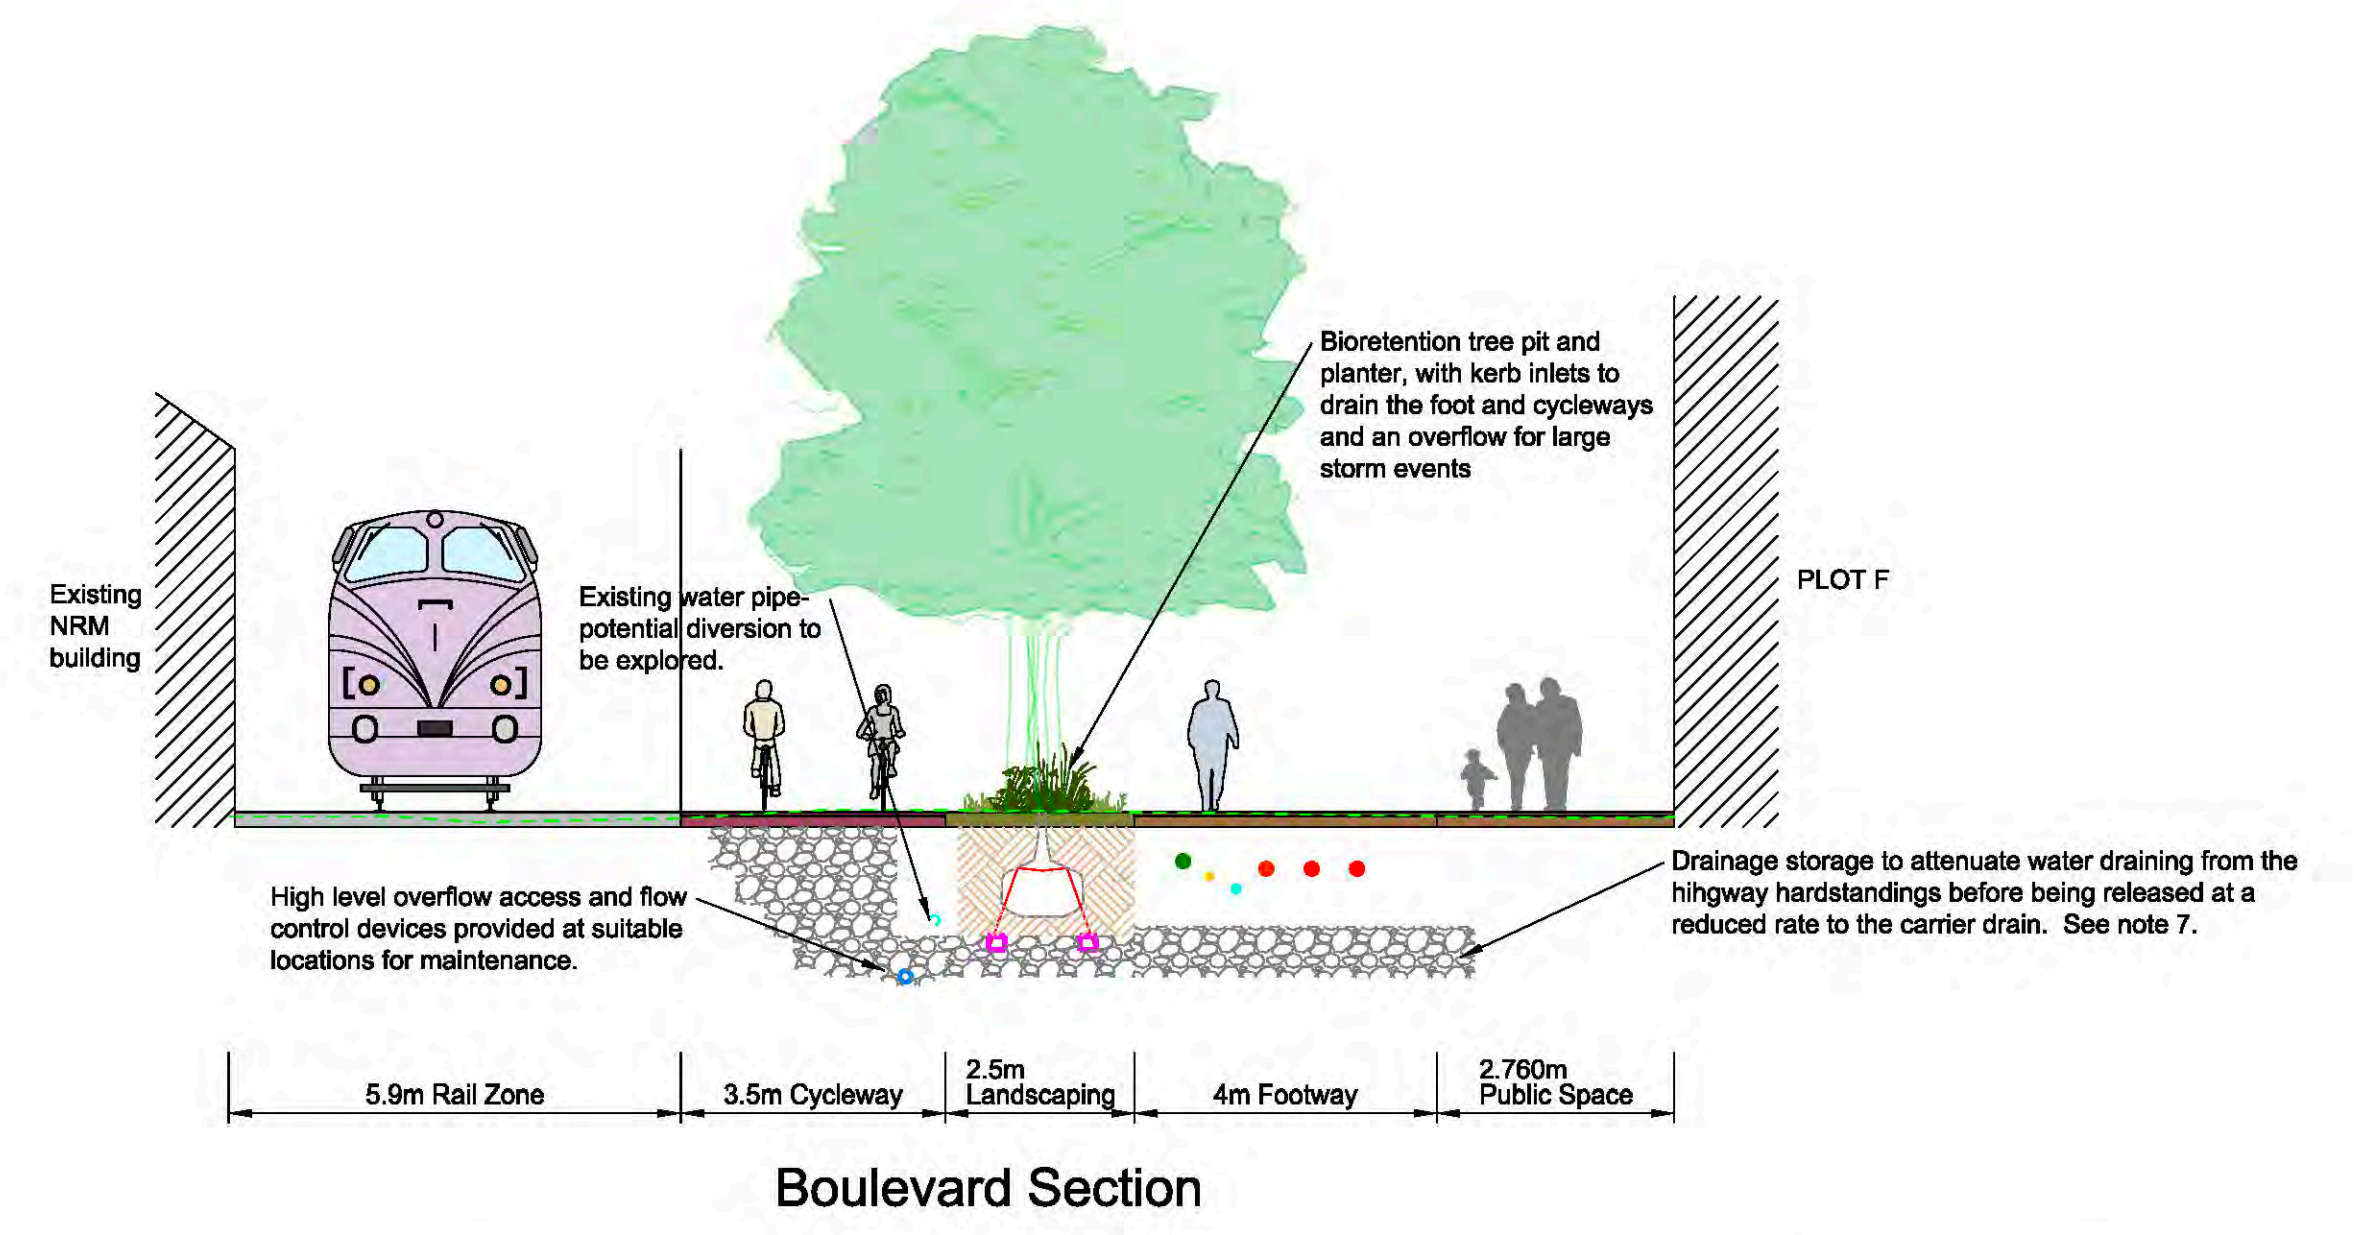 Bioretention tree pit and
planter, with kerb inlets to
drain the foot and cycleways
and an overflow for large
storm events
Existing
NRM
building
Existing water pipe-
potential diversion to
be explored.
PLOT F
High level overflow access and flow
control devices provided at suitable
locations for maintenance.
Drainage storage to attenuate water draining from the
hihgway hardstandings before being released at a
reduced rate to the carrier drain. See note 7.
5.9m Rail Zone
3.5m Cycleway
2.5m
Landscaping
4m Footway
2.760m
Public Space
Boulevard Section